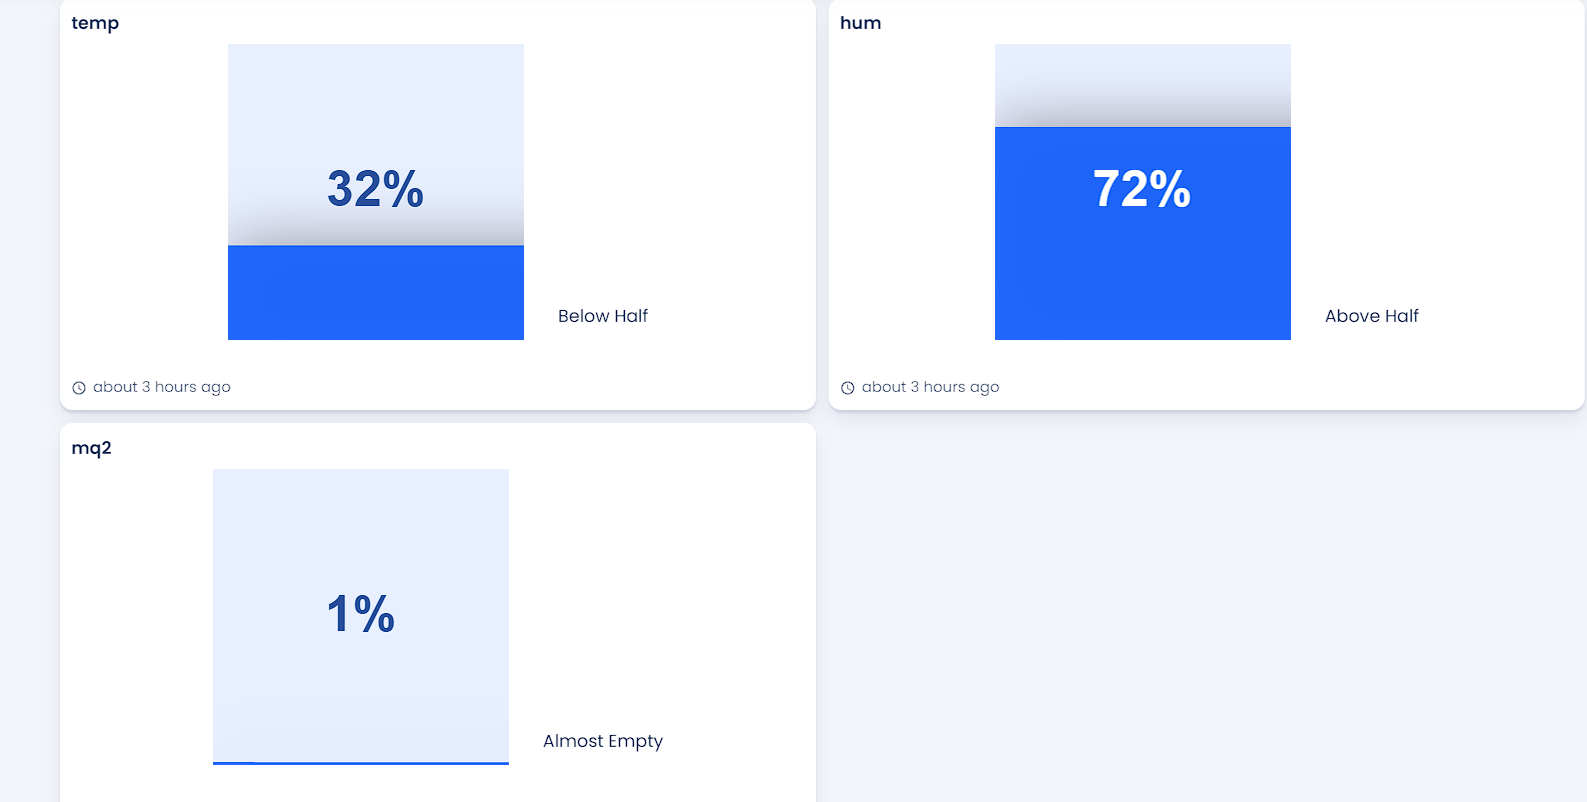 temp
32%
Below Half
about 3 hours ago
hum
72%
Above Half
about 3 hours ago
mq2
1%
Almost Empty